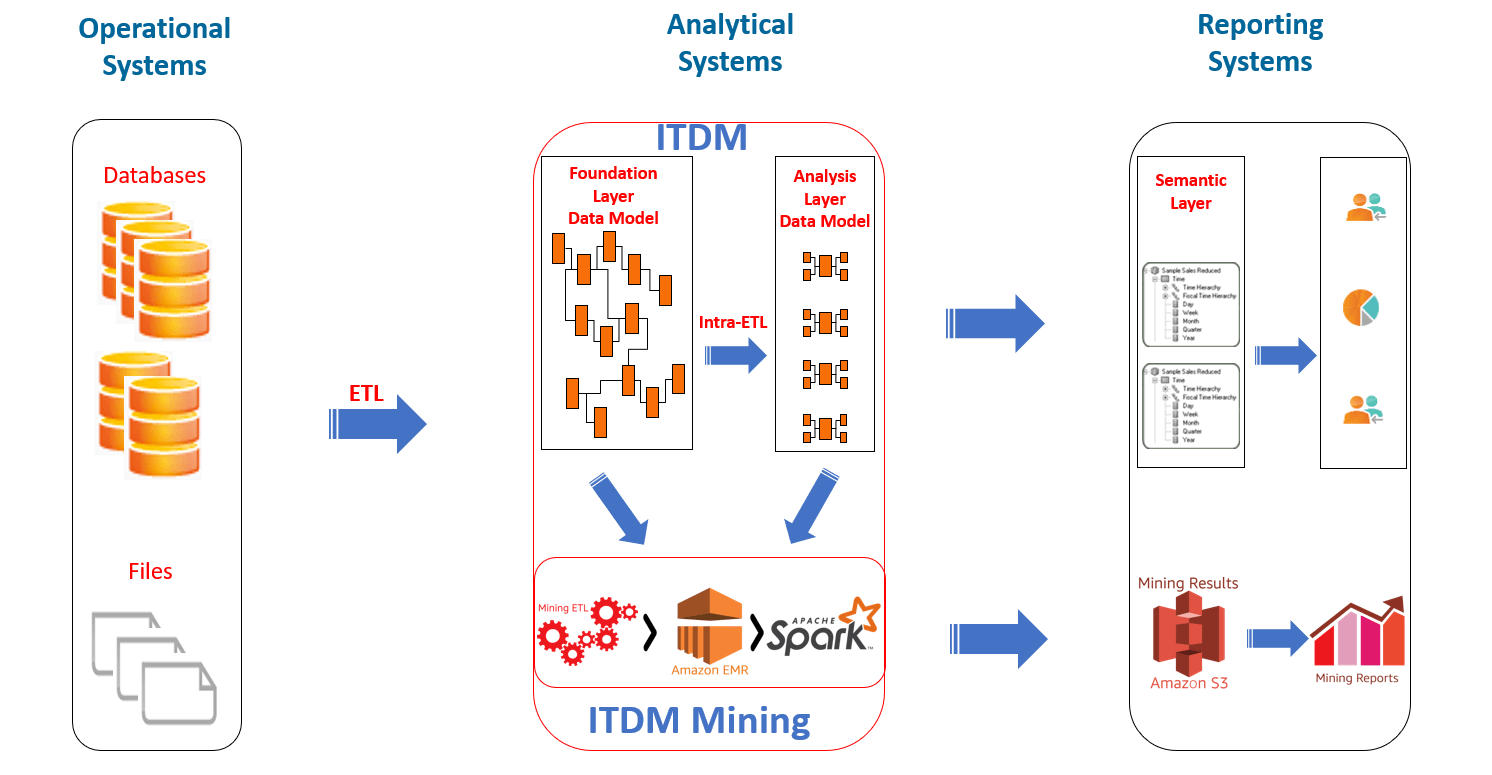 Operational
Systems
Analytical
Systems
Reporting
Systems
Databases
Files
ETL
ITDM
Foundation
Layer
Data Model
Intra-ETL
Analysis
Layer
Data Model
Mining ETL
Amazon EMR
APACHE
Spark™
ITDM Mining
Semantic
Layer
Sample Sales Reduced
Time
Time Hierarchy
Fiscal Time Hierarchy
Day
Week
Month
Quarter
Year
Sample Sales Reduced
Time
Time Hierarchy
Fiscal Time Hierarchy
Day
Week
Month
Quarter
Year
Mining Results
Amazon S3
Mining Reports